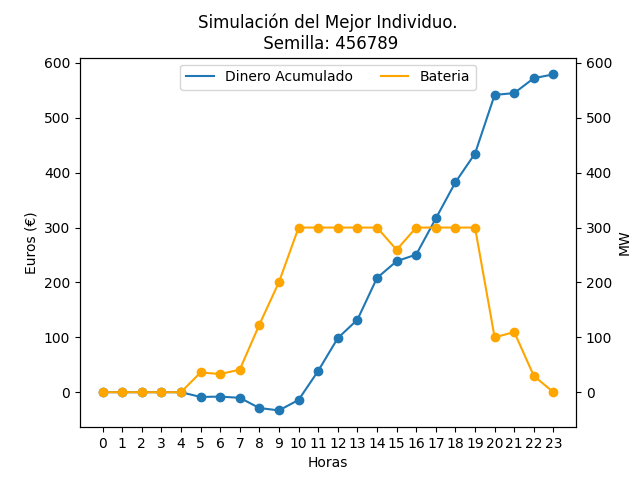 Simulación del Mejor Individuo.
Semilla: 456789
Dinero Acumulado
Bateria
600
500
400
300
200
100
0
Euros (€)
600
500
400
300
200
100
0
MW
0 1 2 3 4 5 6 7 8 9 10 11 12 13 14 15 16 17 18 19 20 21 22 23
Horas